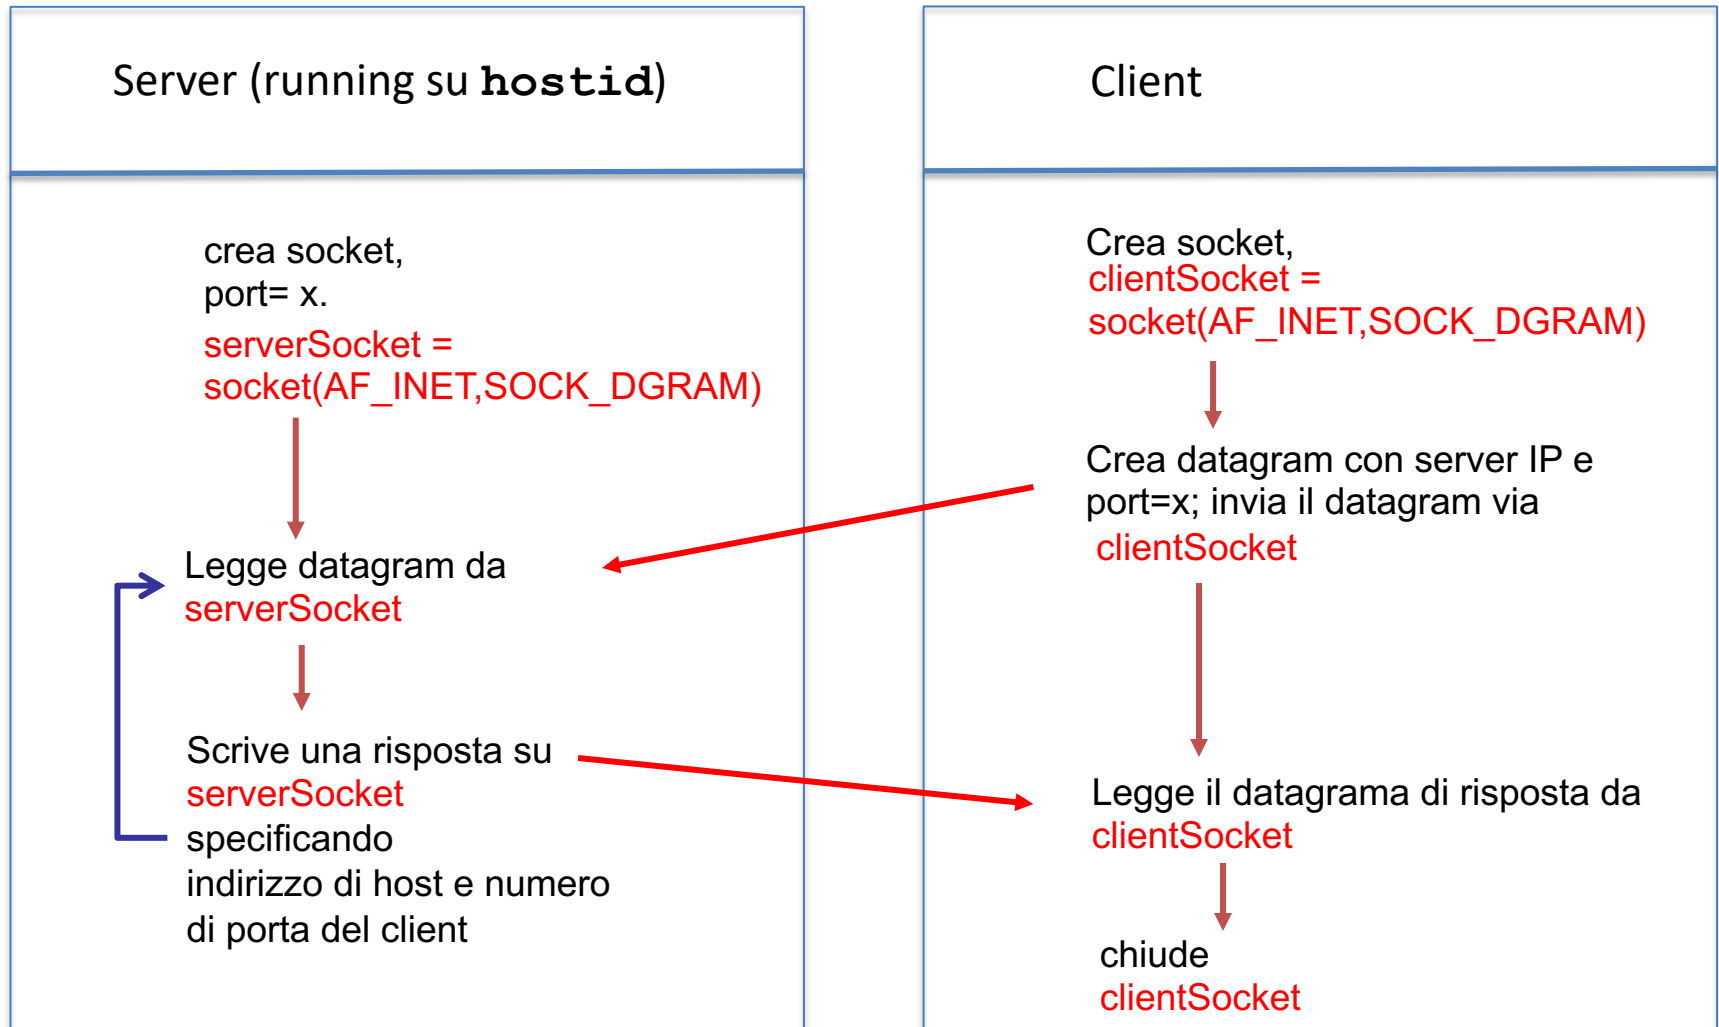 Server (running su hostid)
crea socket,
port= x.
serverSocket =
socket(AF_INET,SOCK_DGRAM)
Legge datagram da
serverSocket
Scrive una risposta su
serverSocket
specificando
indirizzo di host e numero
di porta del client
Client
Crea socket,
clientSocket =
socket(AF_INET,SOCK_DGRAM)
Crea datagram con server IP e
port=x; invia il datagram via
clientSocket
Legge il datagrama di risposta da
clientSocket
chiude
clientSocket